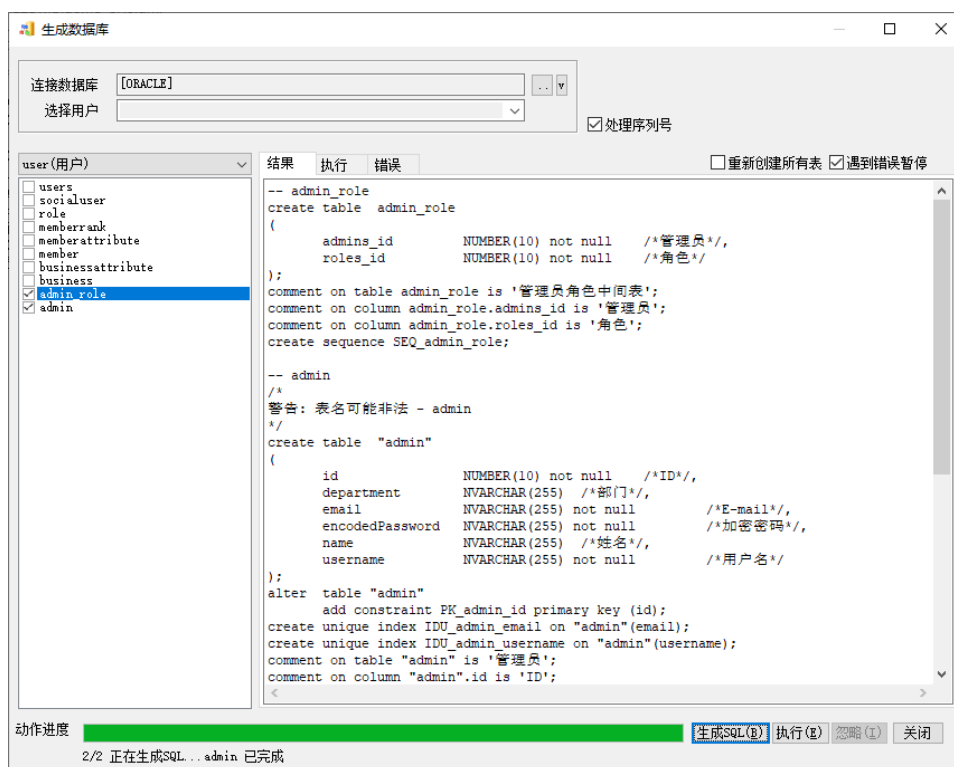 生成数据库
连接数据库 [ORACLE] .. v
选择用户
处理序列号
user(用户)
结果 执行 错误
重新创建所有表 遇到错误暂停
users
socialuser
role
memberrank
memberattribute
member
businessattribute
business
admin_role
admin
-- admin_role
create table  admin_role
(
admins_id NUMBER(10) not null /*管理员*/,
roles_id NUMBER(10) not null /*角色*/
);
comment on table admin_role is '管理员角色中间表';
comment on column admin_role.admins_id is '管理员';
comment on column admin_role.roles_id is '角色';
create sequence SEQ_admin_role;
-- admin
/*
警告: 表名可能非法 - admin
*/
create table  "admin"
(
id NUMBER(10) not null /*ID*/,
department NVARCHAR(255) /*部门*/,
email NVARCHAR(255) not null /*E-mail*/,
encodedPassword NVARCHAR(255) not null /*加密密码*/,
name NVARCHAR(255) /*姓名*/,
username NVARCHAR(255) not null /*用户名*/
);
alter  table "admin"
add constraint PK_admin_id primary key (id);
create unique index IDU_admin_email on "admin"(email);
create unique index IDU_admin_username on "admin"(username);
comment on table "admin" is '管理员';
comment on column "admin".id is 'ID';
动作进度
生成SQL(B) 执行(E) 忽略(I) 关闭
2/2 正在生成SQL...admin 已完成